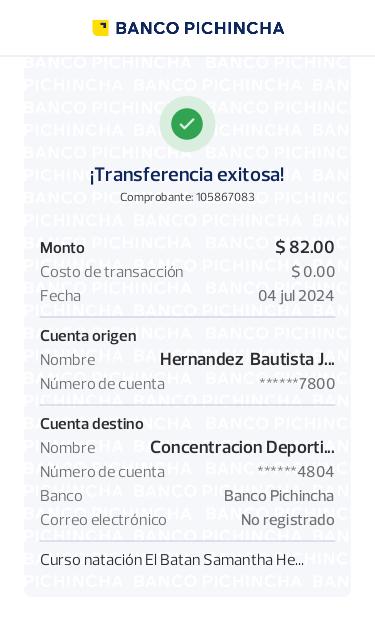 BANCO PICHINCHA
¡Transferencia exitosa!
Comprobante: 105867083
Monto $ 82.00
Costo de transacción $ 0.00
Fecha 04 jul 2024
Cuenta origen
Nombre Hernandez Bautista J...
Número de cuenta ******7800
Cuenta destino
Nombre Concentracion Deporti...
Número de cuenta ******4804
Banco Banco Pichincha
Correo electrónico No registrado
Curso natación El Batan Samantha He...